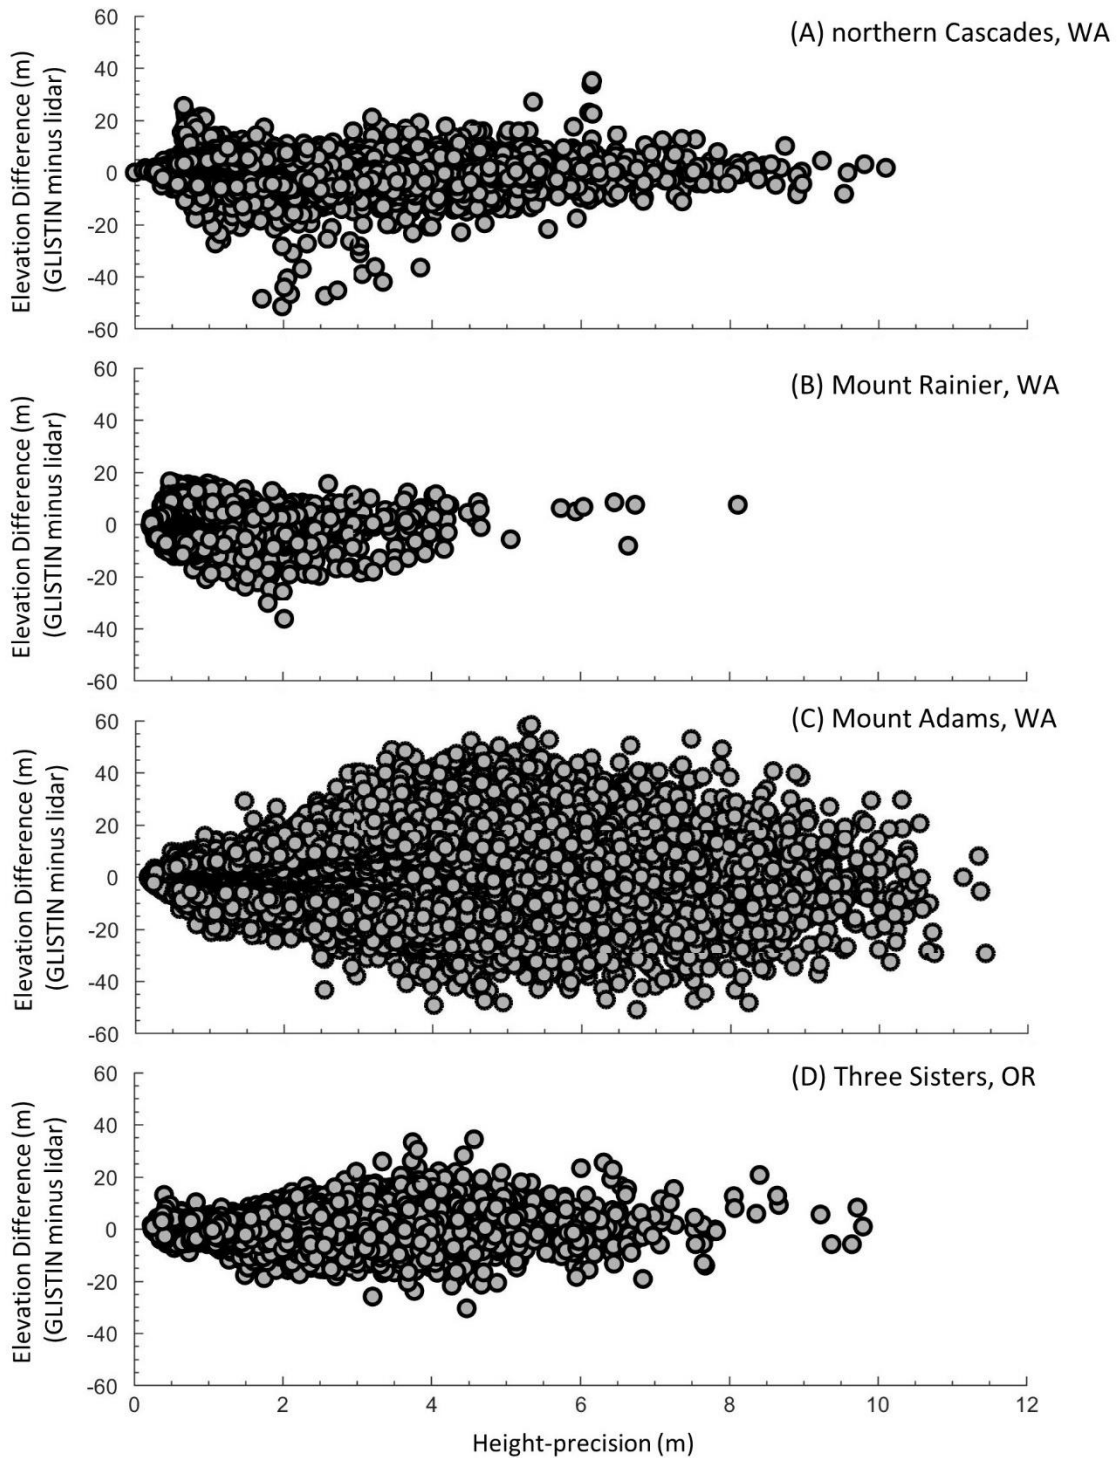 (A) northern Cascades, WA
Elevation Difference (m)
(GLISTIN minus lidar)
60
40
20
0
-20
-40
-60
(B) Mount Rainier, WA
Elevation Difference (m)
(GLISTIN minus lidar)
60
40
20
0
-20
-40
-60
(C) Mount Adams, WA
Elevation Difference (m)
(GLISTIN minus lidar)
60
40
20
0
-20
-40
-60
(D) Three Sisters, OR
Elevation Difference (m)
(GLISTIN minus lidar)
60
40
20
0
-20
-40
-60
0 2 4 6 8 10 12
Height-precision (m)